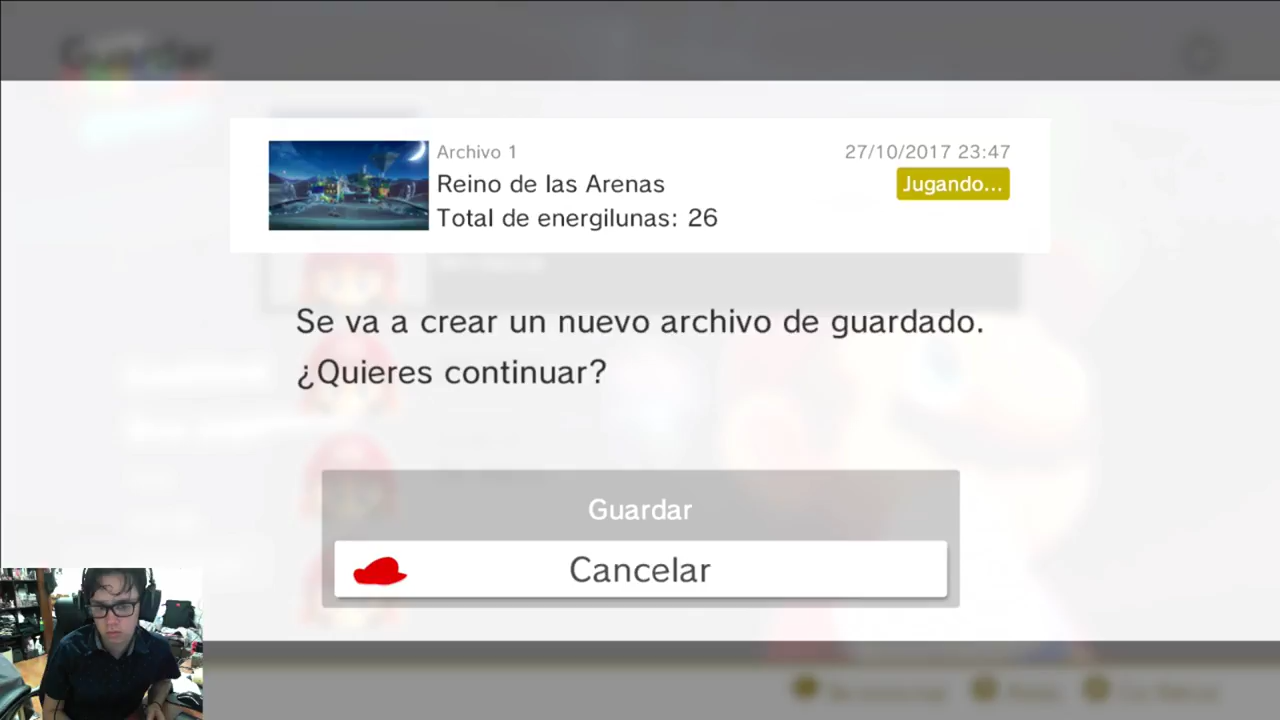 Guardar
Archivo 1
27/10/2017 23:47
Reino de las Arenas
Jugando...
Total de energilunas: 26
Se va a crear un nuevo archivo de guardado.
¿Quieres continuar?
Guardar
Cancelar